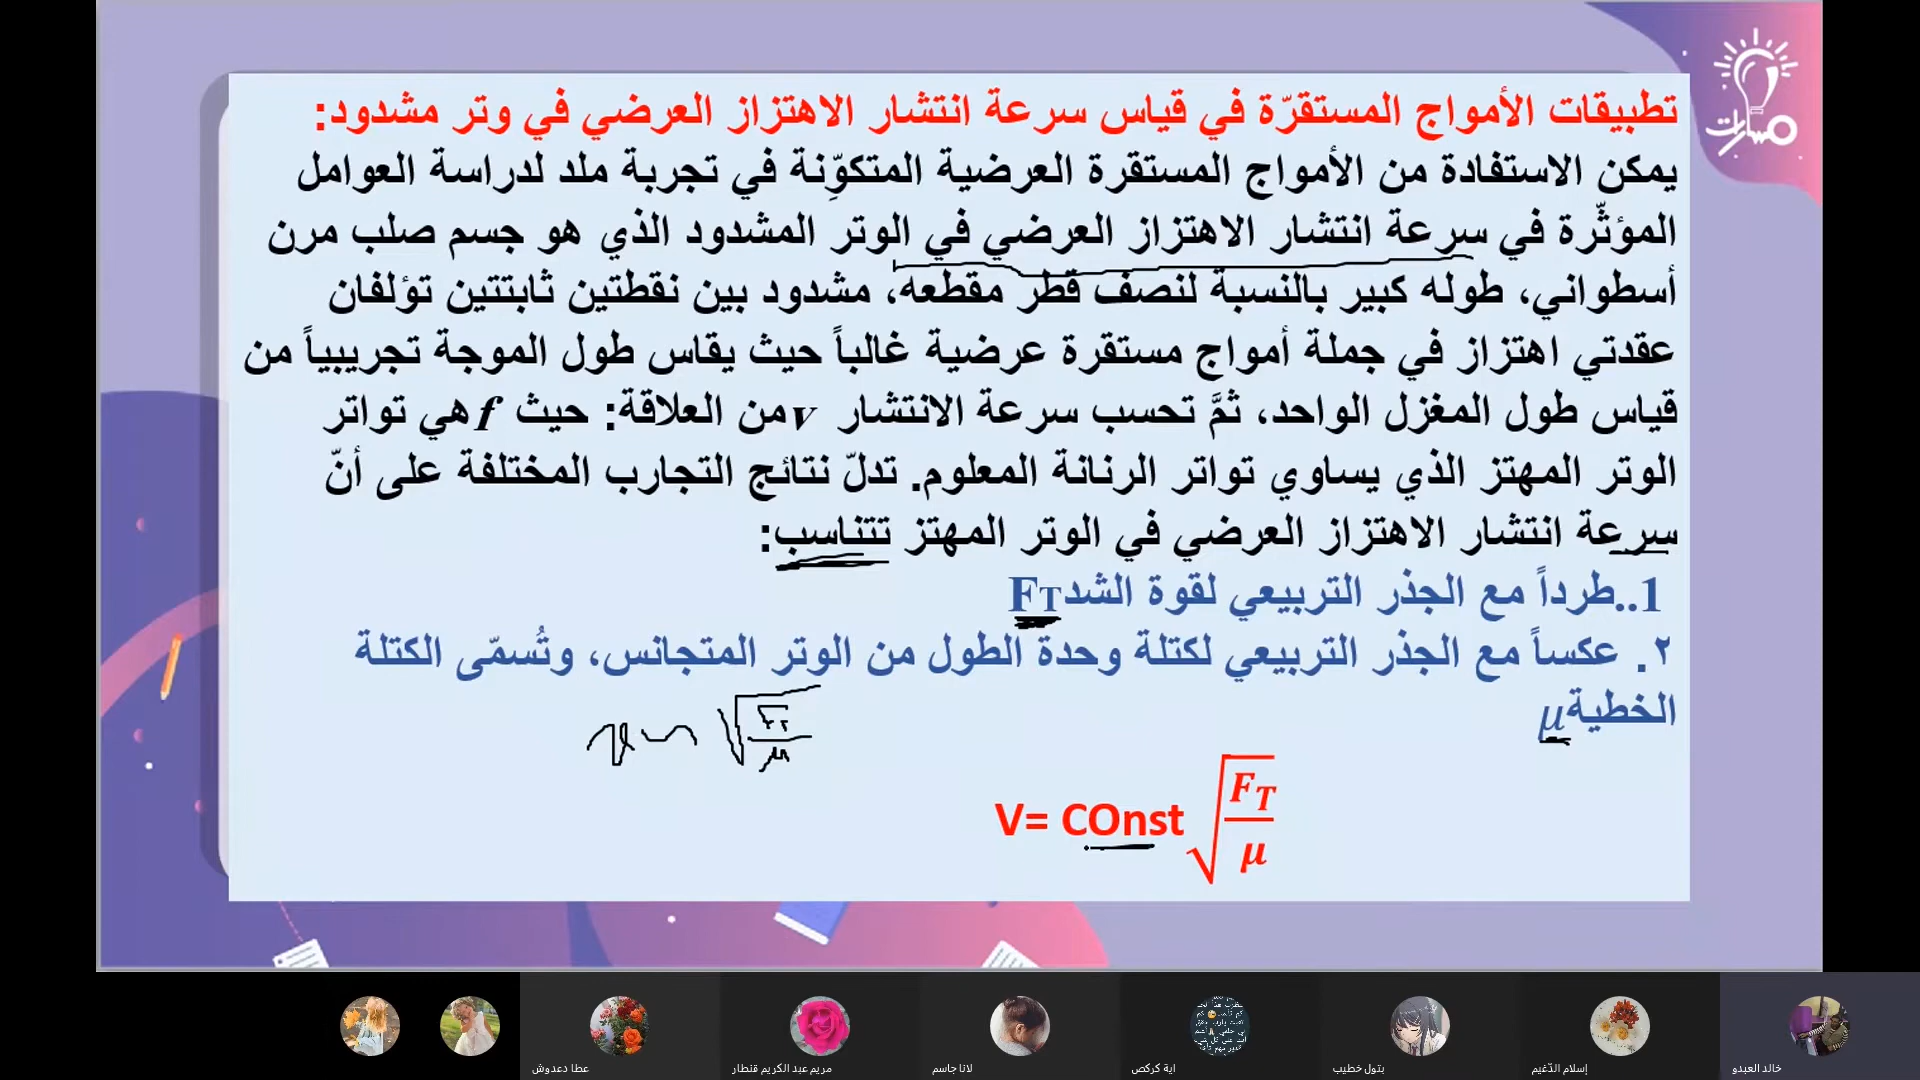 مسارات
تطبيقات الأمواج المستقرّة في قياس سرعة انتشار الاهتزاز العرضي في وتر مشدود:
يمكن الاستفادة من الأمواج المستقرة العرضية المتكوِّنة في تجربة ملد لدراسة العوامل
المؤثّرة في سرعة انتشار الاهتزاز العرضي في الوتر المشدود الذي هو جسم صلب مرن
أسطواني، طوله كبير بالنسبة لنصف قطر مقطعه، مشدود بين نقطتين ثابتتين تؤلفان
عقدتي اهتزاز في جملة أمواج مستقرة عرضية غالباً حيث يقاس طول الموجة تجريبياً من
قياس طول المغزل الواحد، ثمَّ تحسب سرعة الانتشار v من العلاقة: حيث f هي تواتر
الوتر المهتز الذي يساوي تواتر الرنانة المعلوم. تدلّ نتائج التجارب المختلفة على أنّ
سرعة انتشار الاهتزاز العرضي في الوتر المهتز تتناسب:
1..طرداً مع الجذر التربيعي لقوة الشد FT
٢. عكساً مع الجذر التربيعي لكتلة وحدة الطول من الوتر المتجانس، وتُسمّى الكتلة
الخطية μ
√(FT/μ)
V= COnst √(FT/μ)
خالد العبدو
إسلام الدّغيم
بتول خطيب
اية كركص
لانا جاسم
مريم عبد الكريم قنطار
عطا دعدوش